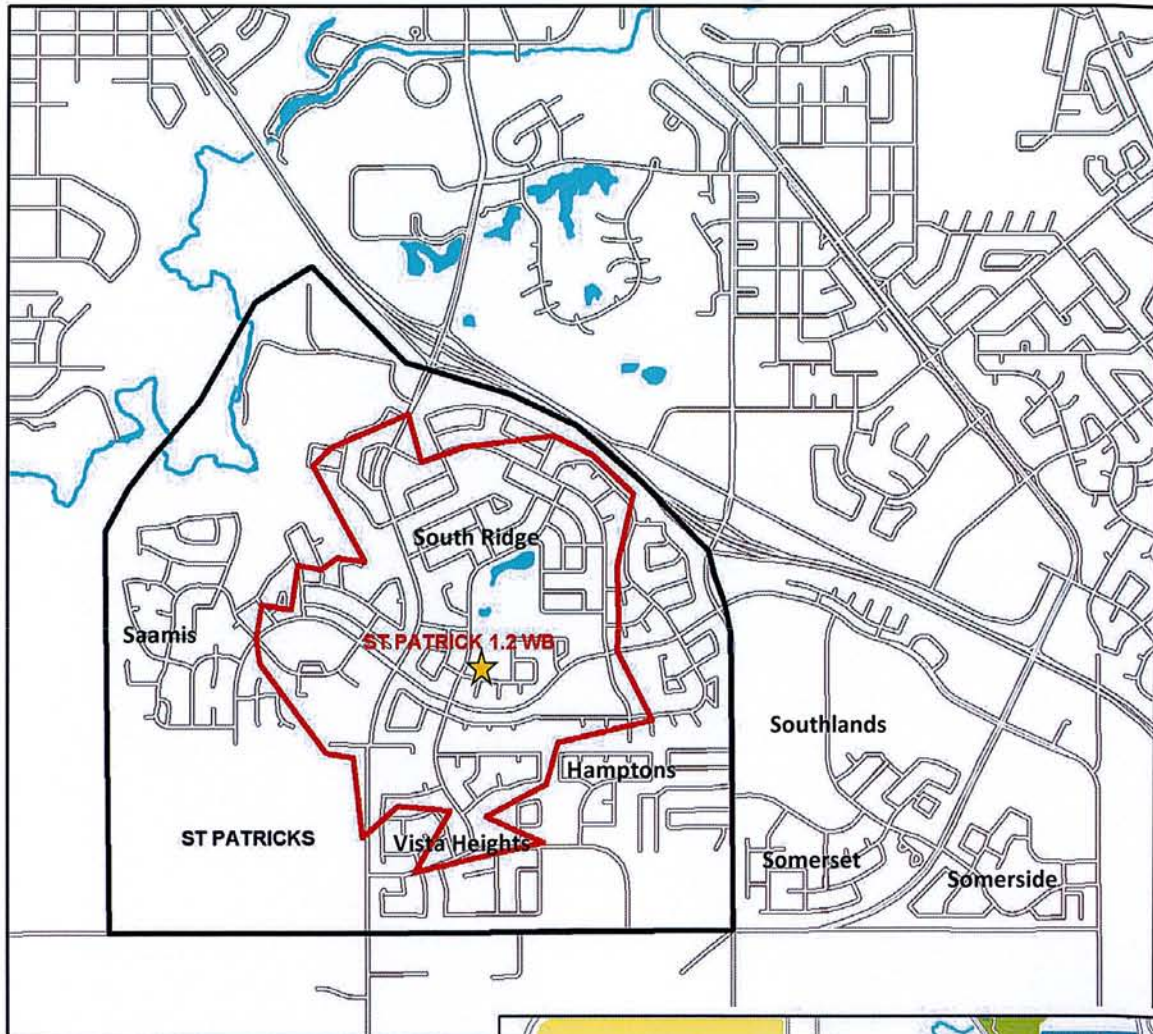 South Ridge
Saamis
ST PATRICK 1.2 WB
Southlands
Hamptons
ST PATRICKS
Vista Heights
Somerset
Somerside